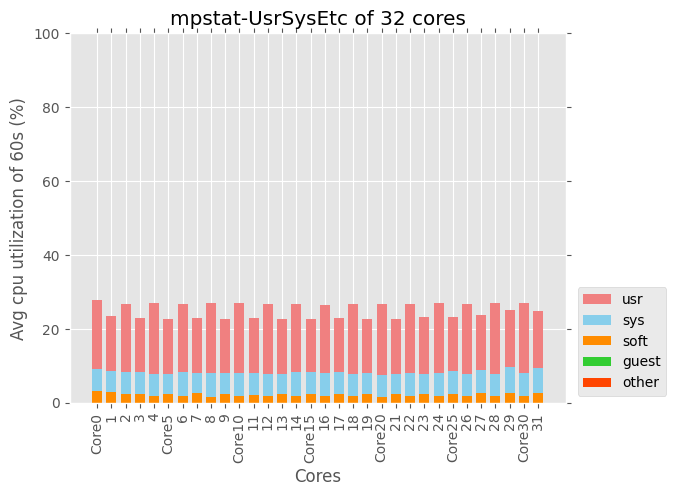 mpstat-UsrSysEtc of 32 cores
Avg cpu utilization of 60s (%)
100
80
60
40
20
0
Core0
1
2
3
4
Core5
6
7
8
9
Core10
11
12
13
14
Core15
16
17
18
19
Core20
21
22
23
24
Core25
26
27
28
29
Core30
31
Cores
usr
sys
soft
guest
other